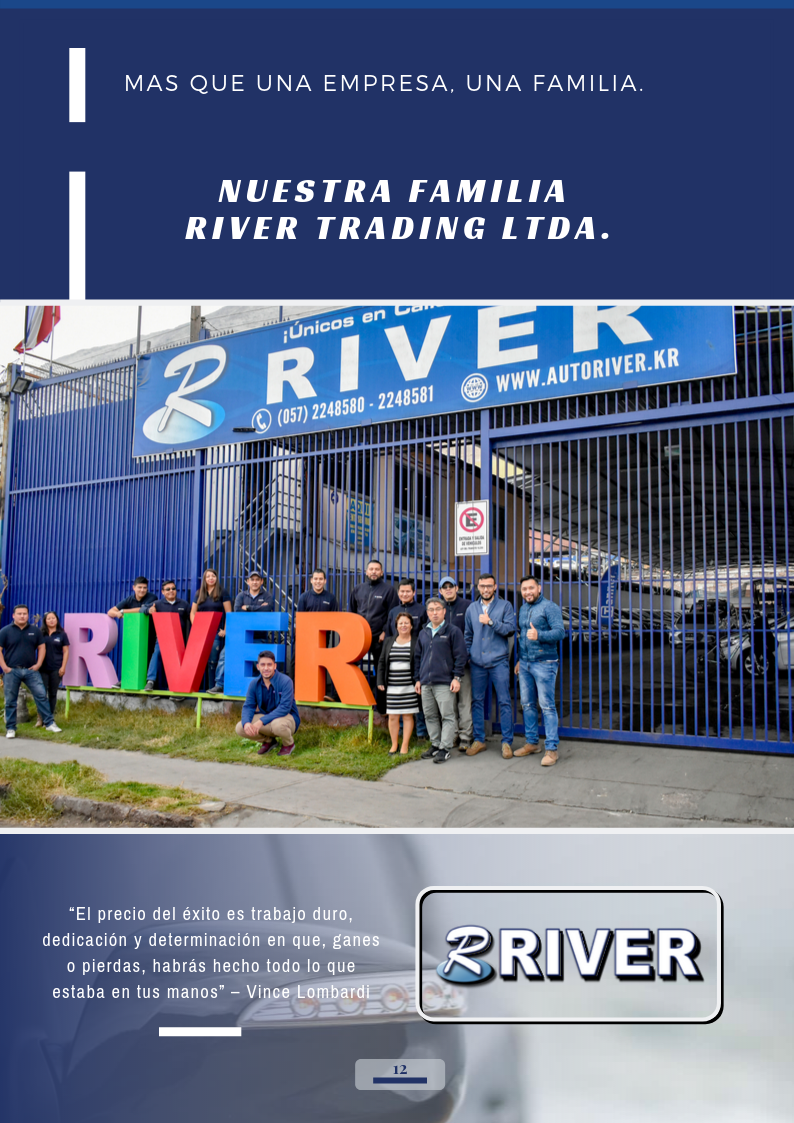 MAS QUE UNA EMPRESA, UNA FAMILIA.
NUESTRA FAMILIA
RIVER TRADING LTDA.
¡Únicos en
R RIVER
(057) 2248580 - 2248581
WWW.AUTORIVER.KR
E
RIVER
“El precio del éxito es trabajo duro,
dedicación y determinación en que, ganes
o pierdas, habrás hecho todo lo que
estaba en tus manos” – Vince Lombardi
R RIVER
12